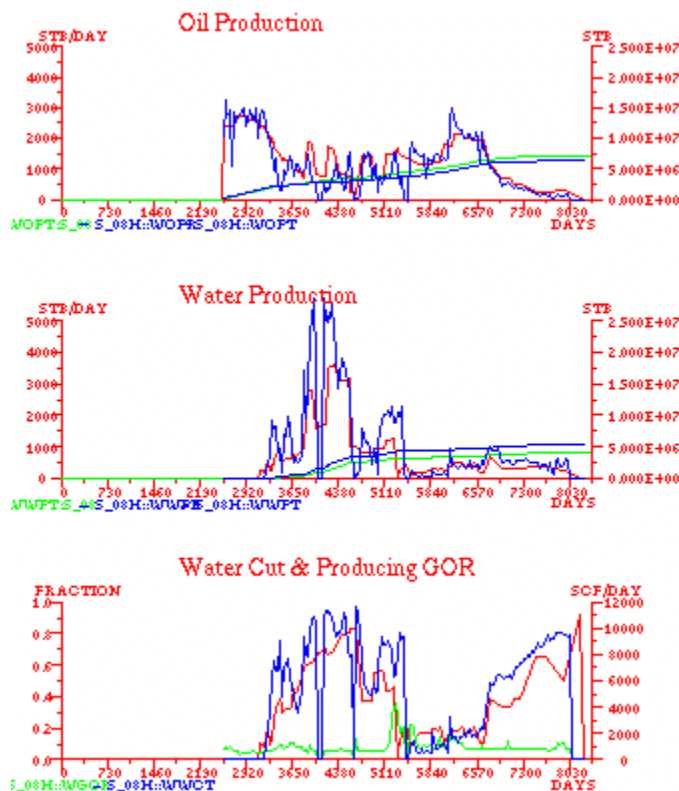 Oil Production
STB/DAY STB
5000 2.500E+07
4000 2.000E+07
3000 1.500E+07
2000 1.000E+07
1000 5.000E+06
0 0.000E+00
0 730 1460 2190 2920 3650 4380 5110 5840 6570 7300 8030
DAYS
Water Production
STB/DAY STB
5000 2.500E+07
4000 2.000E+07
3000 1.500E+07
2000 1.000E+07
1000 5.000E+06
0 0.000E+00
0 730 1460 2190 2920 3650 4380 5110 5840 6570 7300 8030
DAYS
Water Cut & Producing GOR
FRACTION SCF/DAY
1.0 12000
0.8 10000
0.6 8000
0.4 6000
0.2 4000
2000
0.0 0
0 730 1460 2190 2920 3650 4380 5110 5840 6570 7300 8030
DAYS